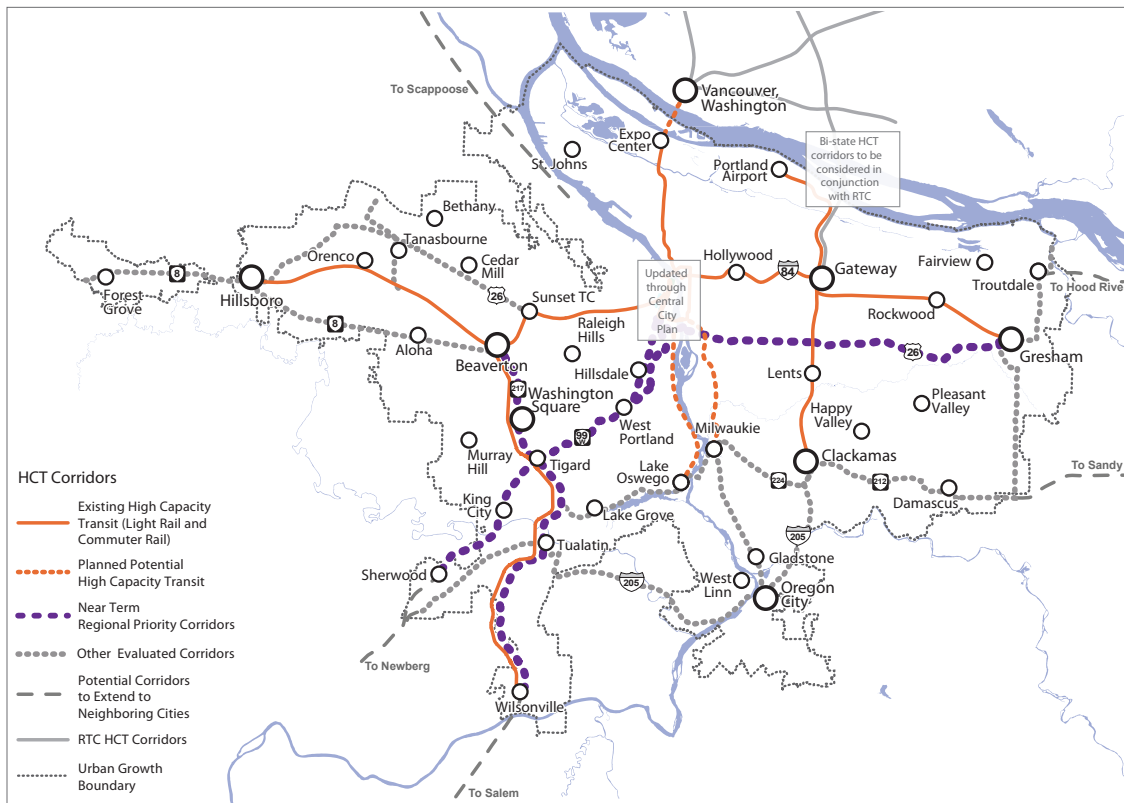 To Scappoose
Vancouver,
Washington
Expo
Center
St. Johns
Portland
Airport
Bi-state HCT
corridors to be
considered in
conjunction
with RTC
Bethany
Tanasbourne
Orenco
Cedar
Mill
Hollywood
84
Gateway
Fairview
Troutdale
To Hood Rive
8
Forest
Grove
Hillsboro
26
Sunset TC
Updated
through
Central
City
Plan
Rockwood
8
Aloha
Raleigh
Hills
Beaverton
26
Gresham
217
Washington
Square
Hillsdale
Lents
West
Portland
Happy
Valley
Pleasant
Valley
99
W
Murray
Hill
Tigard
Milwaukie
Clackamas
Lake
Oswego
224
212
To Sandy
King
City
Lake Grove
Damascus
Tualatin
205
Sherwood
Gladstone
205
West
Linn
Oregon
City
To Newberg
Wilsonville
To Salem
HCT Corridors
Existing High Capacity
Transit (Light Rail and
Commuter Rail)
Planned Potential
High Capacity Transit
Near Term
Regional Priority Corridors
Other Evaluated Corridors
Potential Corridors
to Extend to
Neighboring Cities
RTC HCT Corridors
Urban Growth
Boundary